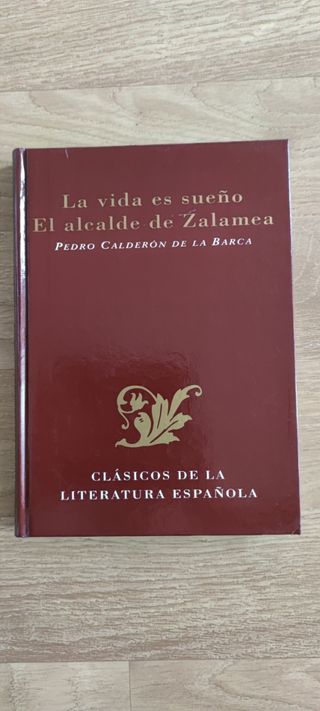 La vida es sueño
El alcalde de Zalamea
PEDRO CALDERÓN DE LA BARCA
CLÁSICOS DE LA
LITERATURA ESPAÑOLA